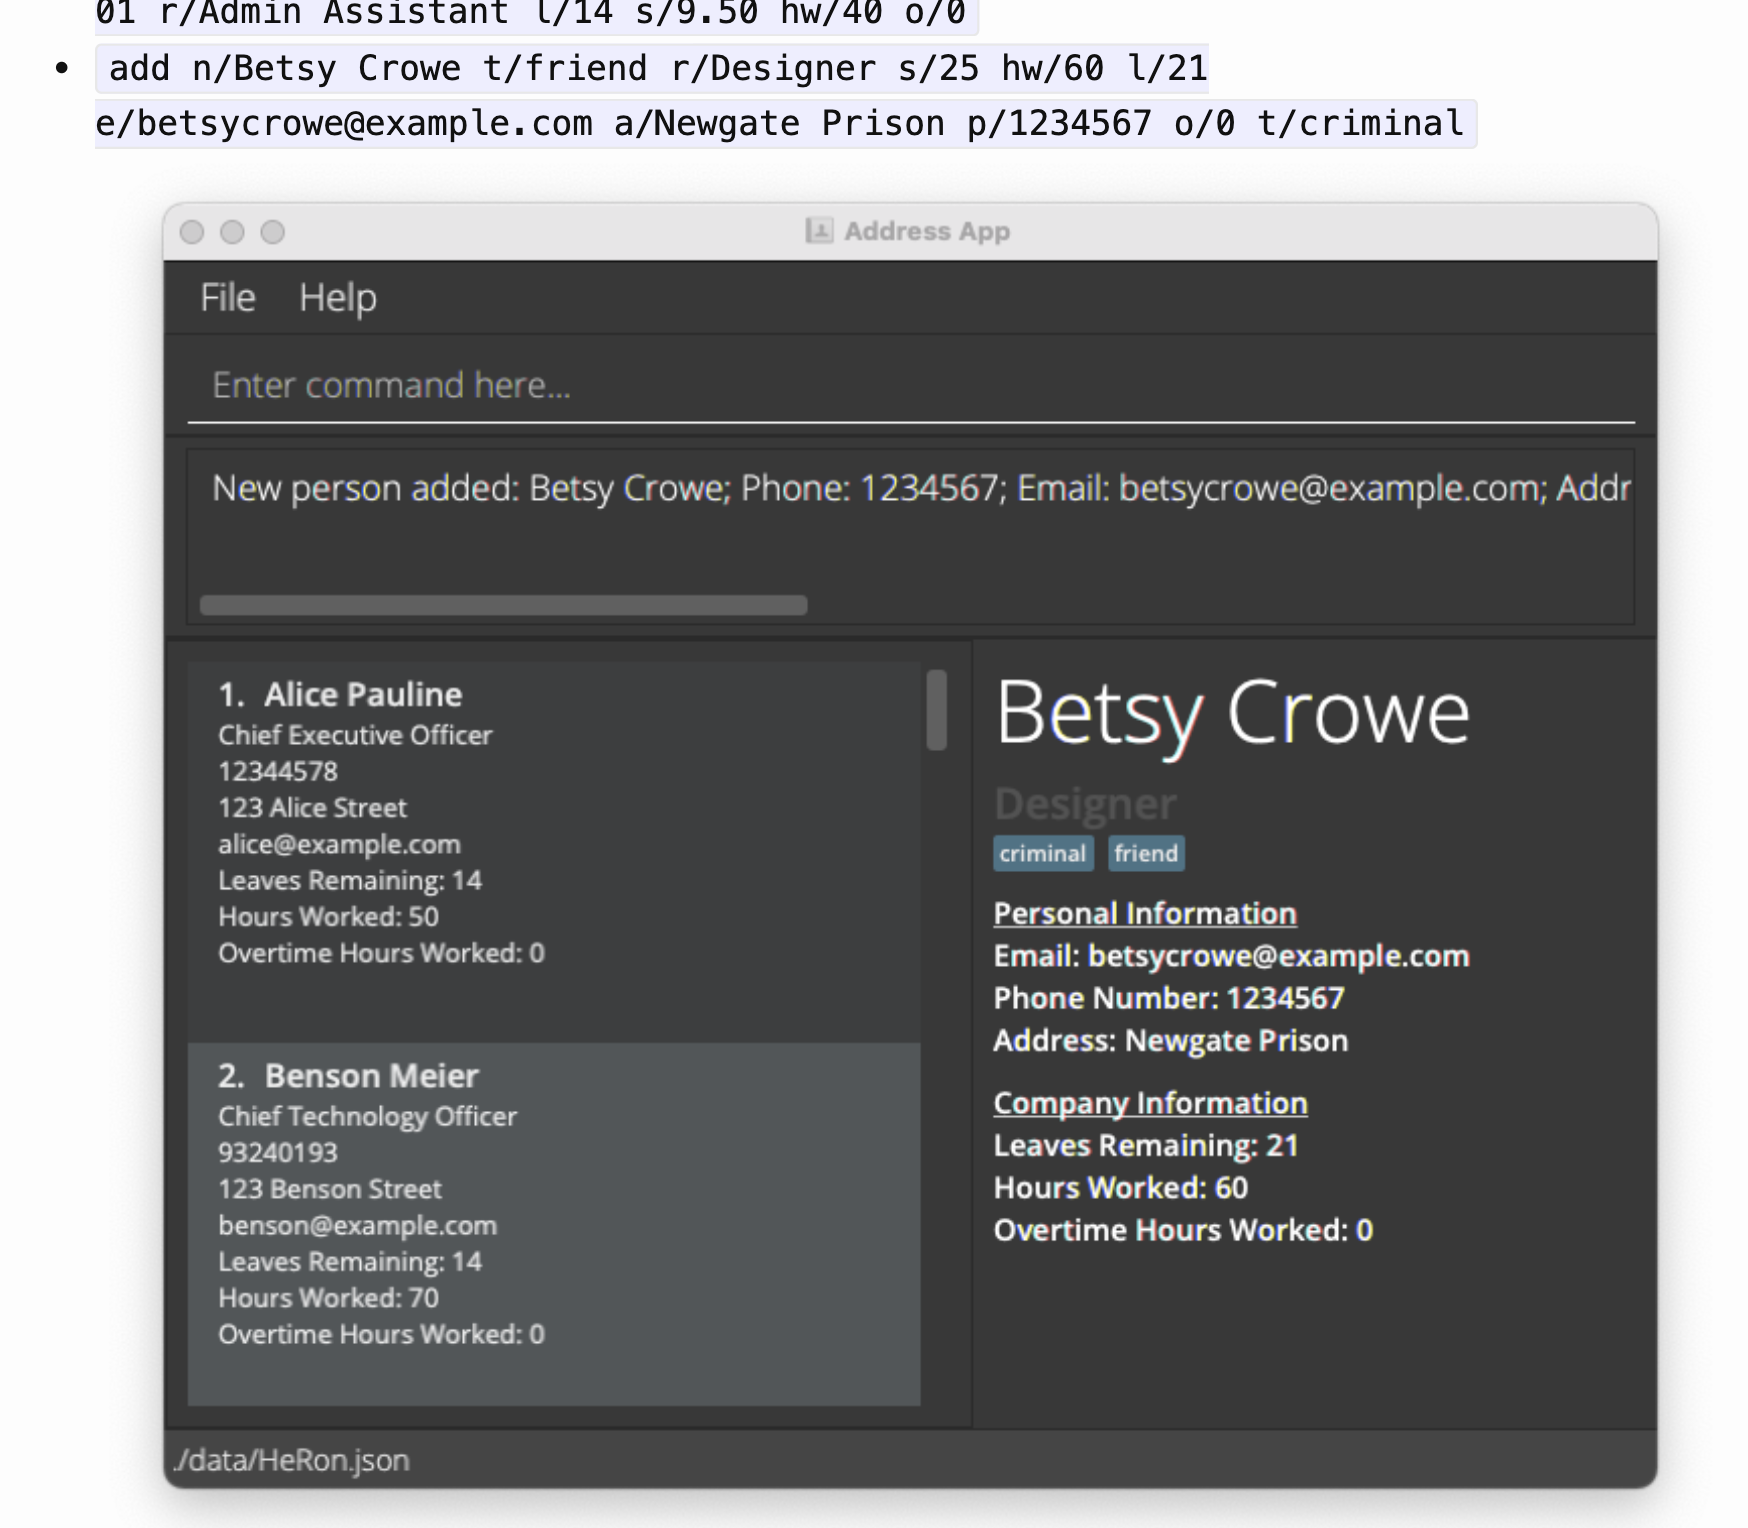 01 r/Admin Assistant l/14 s/9.50 hw/40 o/0
add n/Betsy Crowe t/friend r/Designer s/25 hw/60 l/21
e/betsycrowe@example.com a/Newgate Prison p/1234567 o/0 t/criminal
Address App
File Help
Enter command here...
New person added: Betsy Crowe; Phone: 1234567; Email: betsycrowe@example.com; Addr
1. Alice Pauline
Chief Executive Officer
12344578
123 Alice Street
alice@example.com
Leaves Remaining: 14
Hours Worked: 50
Overtime Hours Worked: 0
2. Benson Meier
Chief Technology Officer
93240193
123 Benson Street
benson@example.com
Leaves Remaining: 14
Hours Worked: 70
Overtime Hours Worked: 0
Betsy Crowe
Designer
criminal friend
Personal Information
Email: betsycrowe@example.com
Phone Number: 1234567
Address: Newgate Prison
Company Information
Leaves Remaining: 21
Hours Worked: 60
Overtime Hours Worked: 0
./data/HeRon.json